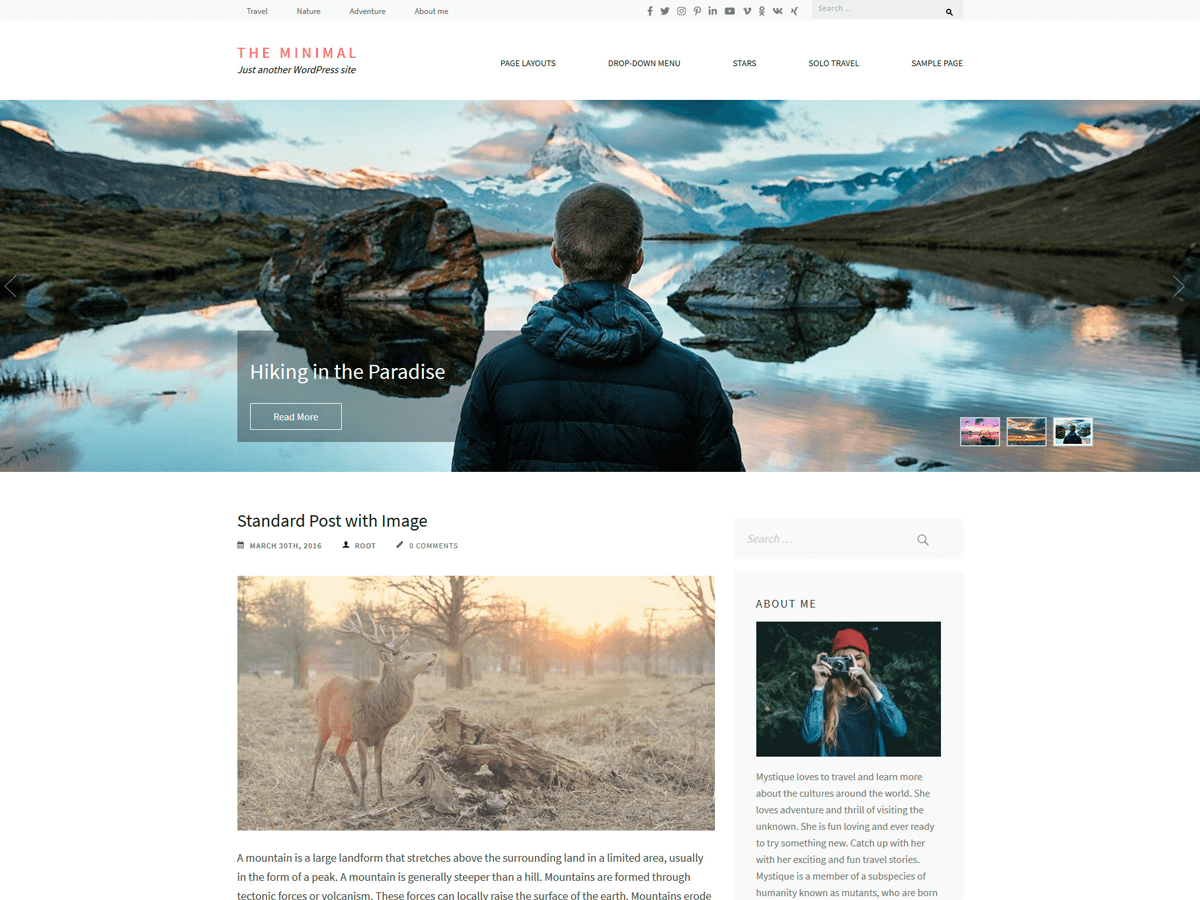 Travel Nature Adventure About me Search ...
THE MINIMAL
Just another WordPress site
PAGE LAYOUTS DROP-DOWN MENU STARS SOLO TRAVEL SAMPLE PAGE
Hiking in the Paradise
Read More
Standard Post with Image
MARCH 30TH, 2016 ROOT 0 COMMENTS
A mountain is a large landform that stretches above the surrounding land in a limited area, usually
in the form of a peak. A mountain is generally steeper than a hill. Mountains are formed through
tectonic forces or volcanism. These forces can locally raise the surface of the earth. Mountains erode
Search ...
ABOUT ME
Mystique loves to travel and learn more
about the cultures around the world. She
loves adventure and thrill of visiting the
unknown. She is fun loving and ever ready
to try something new. Catch up with her
with her exciting and fun travel stories.
Mystique is a member of a subspecies of
humanity known as mutants, who are born